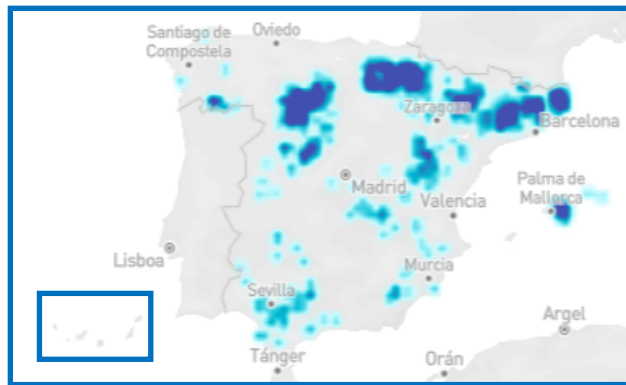 Santiago de
Compostela
Oviedo
Zaragoza
Barcelona
Madrid
Palma de
Mallorca
Valencia
Lisboa
Murcia
Sevilla
Argel
Tánger
Orán